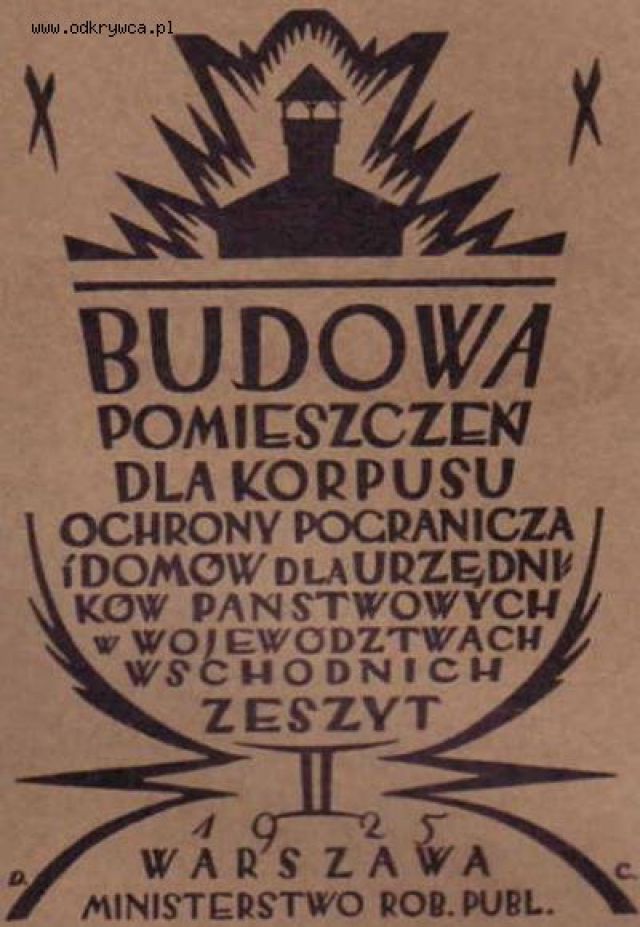 www.odkrywca.pl
BUDOWA
POMIESZCZEŃ
DLA KORPUSU
OCHRONY POGRANICZA
i DOMÓW DLA URZĘDNI-
KÓW PAŃSTWOWYCH
W WOJEWÓDZTWACH
WSCHODNICH
ZESZYT
II
1925
D. C.
WARSZAWA
MINISTERSTWO ROB. PUBL.